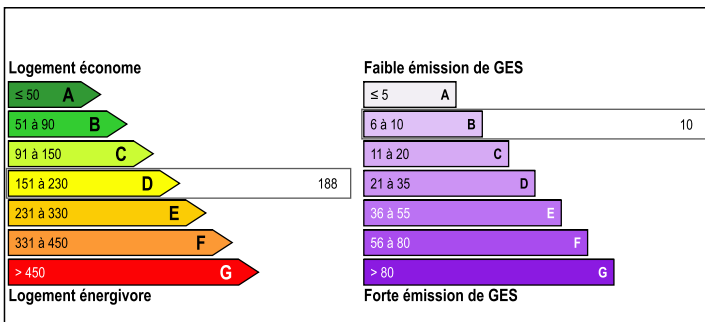 Logement économe
≤ 50 A
51 à 90 B
91 à 150 C
151 à 230 D 188
231 à 330 E
331 à 450 F
> 450 G
Logement énergivore
Faible émission de GES
≤ 5 A
6 à 10 B 10
11 à 20 C
21 à 35 D
36 à 55 E
56 à 80 F
> 80 G
Forte émission de GES